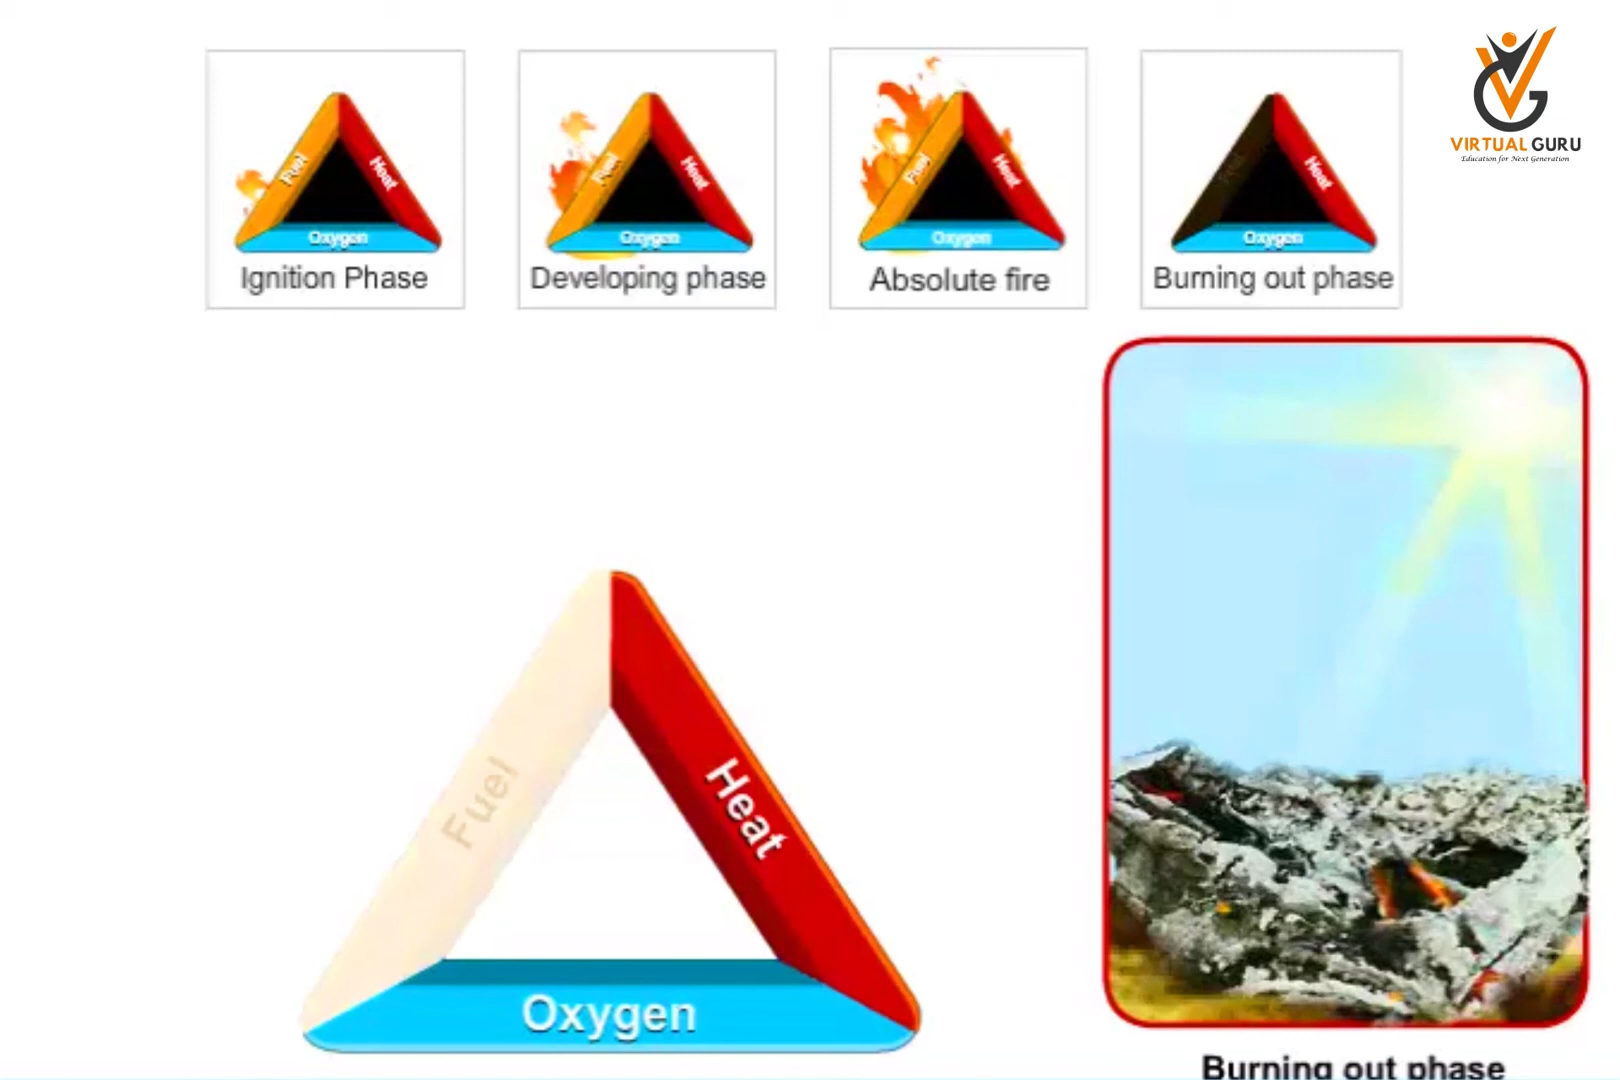 VIRTUAL GURU
Education for Next Generation
Fuel
Heat
Oxygen
Ignition Phase
Fuel
Heat
Oxygen
Developing phase
Fuel
Heat
Oxygen
Absolute fire
Fuel
Heat
Oxygen
Burning out phase
Fuel
Heat
Oxygen
Burning out phase